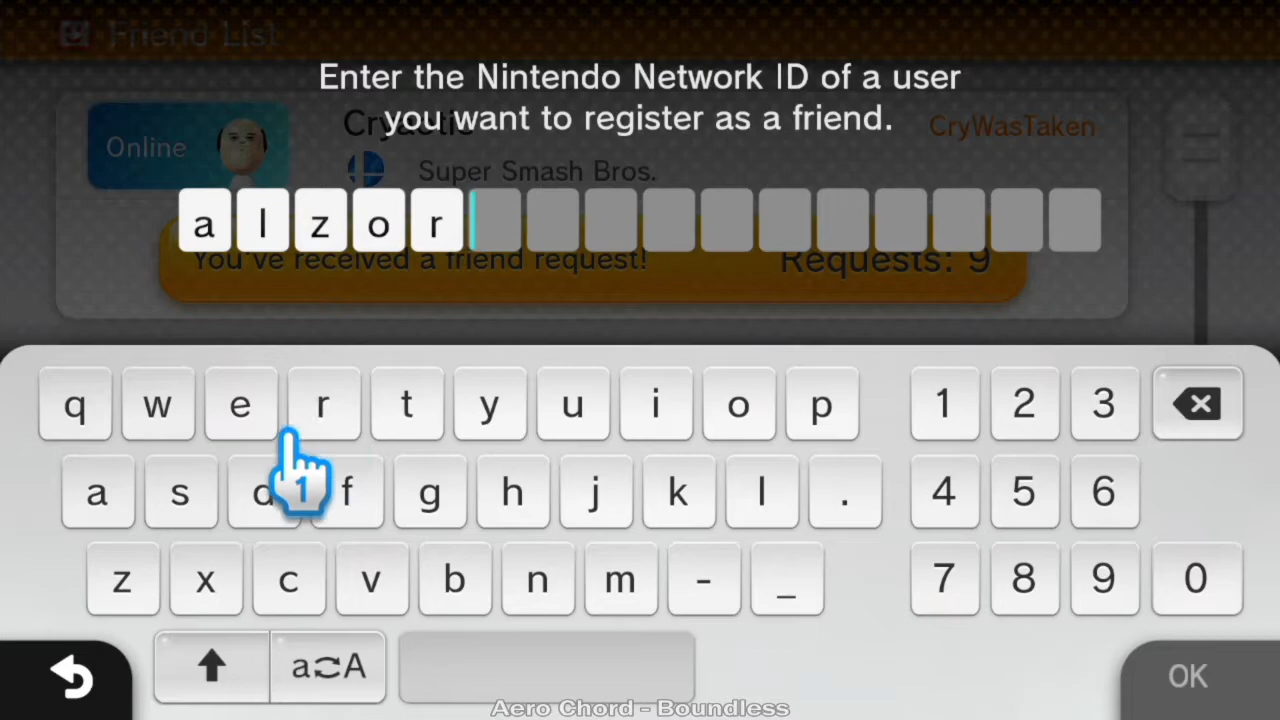 Friend List
Enter the Nintendo Network ID of a user
you want to register as a friend.
Online
CryWasTaken
Super Smash Bros.
a l z o r
You've received a friend request!
Requests: 9
q w e r t y u i o p 1 2 3
a s d f g h j k l . 4 5 6
1
z x c v b n m - _ 7 8 9 0
a A
OK
Aero Chord - Boundless